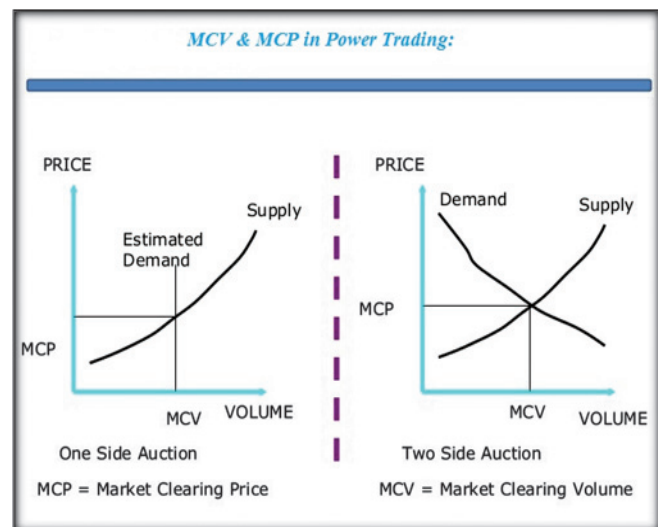 MCV & MCP in Power Trading:
PRICE
Supply
Estimated
Demand
MCP
MCV
VOLUME
One Side Auction
MCP = Market Clearing Price
PRICE
Demand
Supply
MCP
MCV
VOLUME
Two Side Auction
MCV = Market Clearing Volume